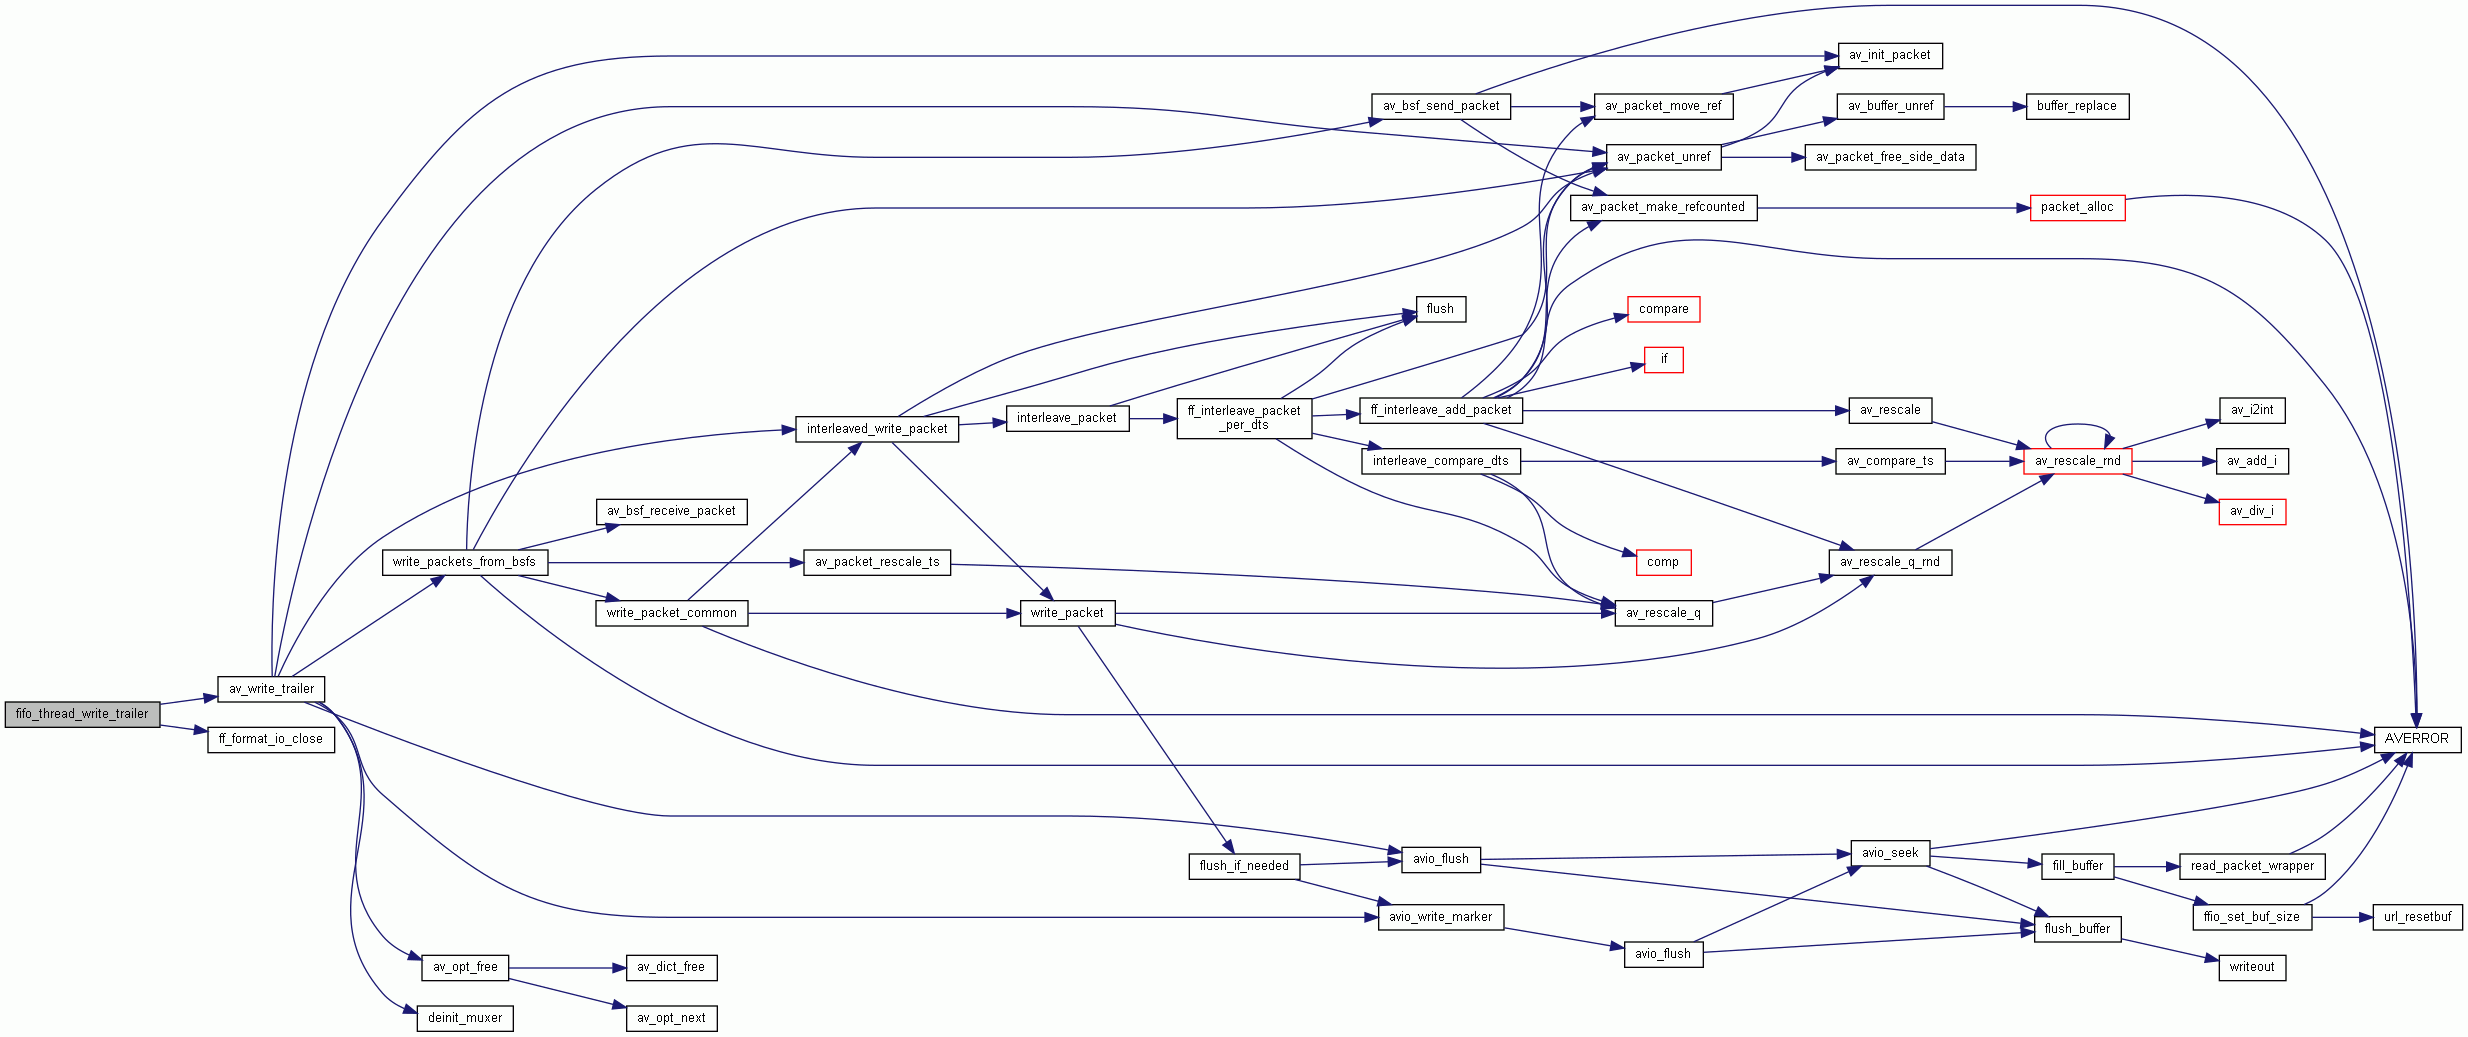 av_init_packet
av_bsf_send_packet
av_packet_move_ref
av_buffer_unref
buffer_replace
av_packet_unref
av_packet_free_side_data
av_packet_make_refcounted
packet_alloc
flush
compare
if
interleaved_write_packet
interleave_packet
ff_interleave_packet
_per_dts
ff_interleave_add_packet
av_rescale
av_i2int
interleave_compare_dts
av_compare_ts
av_rescale_rnd
av_add_i
av_bsf_receive_packet
av_div_i
write_packets_from_bsfs
av_packet_rescale_ts
comp
av_rescale_q_rnd
write_packet_common
write_packet
av_rescale_q
av_write_trailer
fifo_thread_write_trailer
ff_format_io_close
AVERROR
flush_if_needed
avio_flush
avio_seek
fill_buffer
read_packet_wrapper
avio_write_marker
ffio_set_buf_size
url_resetbuf
flush_buffer
avio_flush
av_opt_free
av_dict_free
writeout
deinit_muxer
av_opt_next